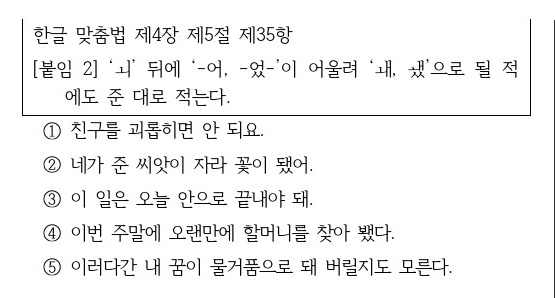 한글 맞춤법 제4장 제5절 제35항
[붙임 2] ‘ㅚ’ 뒤에 ‘-어, -었-’이 어울려 ‘ㅙ, ㅙㅆ’으로 될 적
에도 준 대로 적는다.
① 친구를 괴롭히면 안 되요.
② 네가 준 씨앗이 자라 꽃이 됐어.
③ 이 일은 오늘 안으로 끝내야 돼.
④ 이번 주말에 오랜만에 할머니를 찾아 뵀다.
⑤ 이러다간 내 꿈이 물거품으로 돼 버릴지도 모른다.